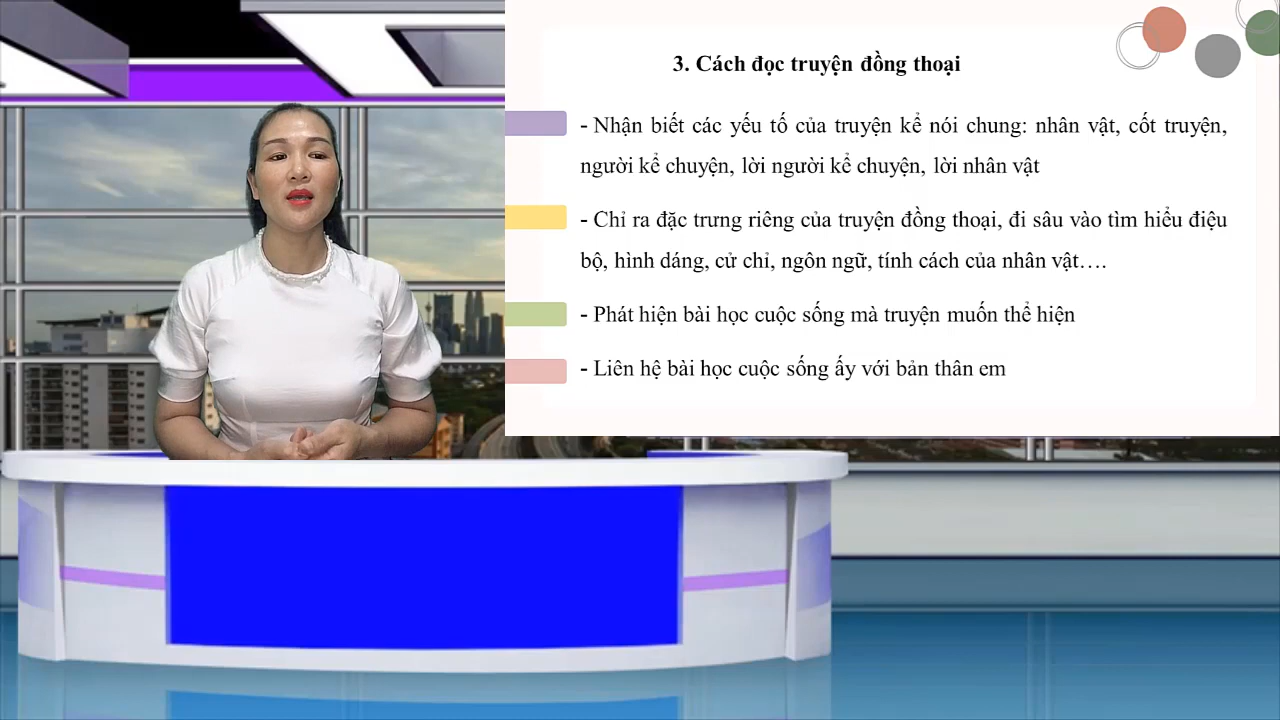 3. Cách đọc truyện đồng thoại
- Nhận biết các yếu tố của truyện kể nói chung: nhân vật, cốt truyện,
người kể chuyện, lời người kể chuyện, lời nhân vật
- Chỉ ra đặc trưng riêng của truyện đồng thoại, đi sâu vào tìm hiểu điệu
bộ, hình dáng, cử chỉ, ngôn ngữ, tính cách của nhân vật….
- Phát hiện bài học cuộc sống mà truyện muốn thể hiện
- Liên hệ bài học cuộc sống ấy với bản thân em